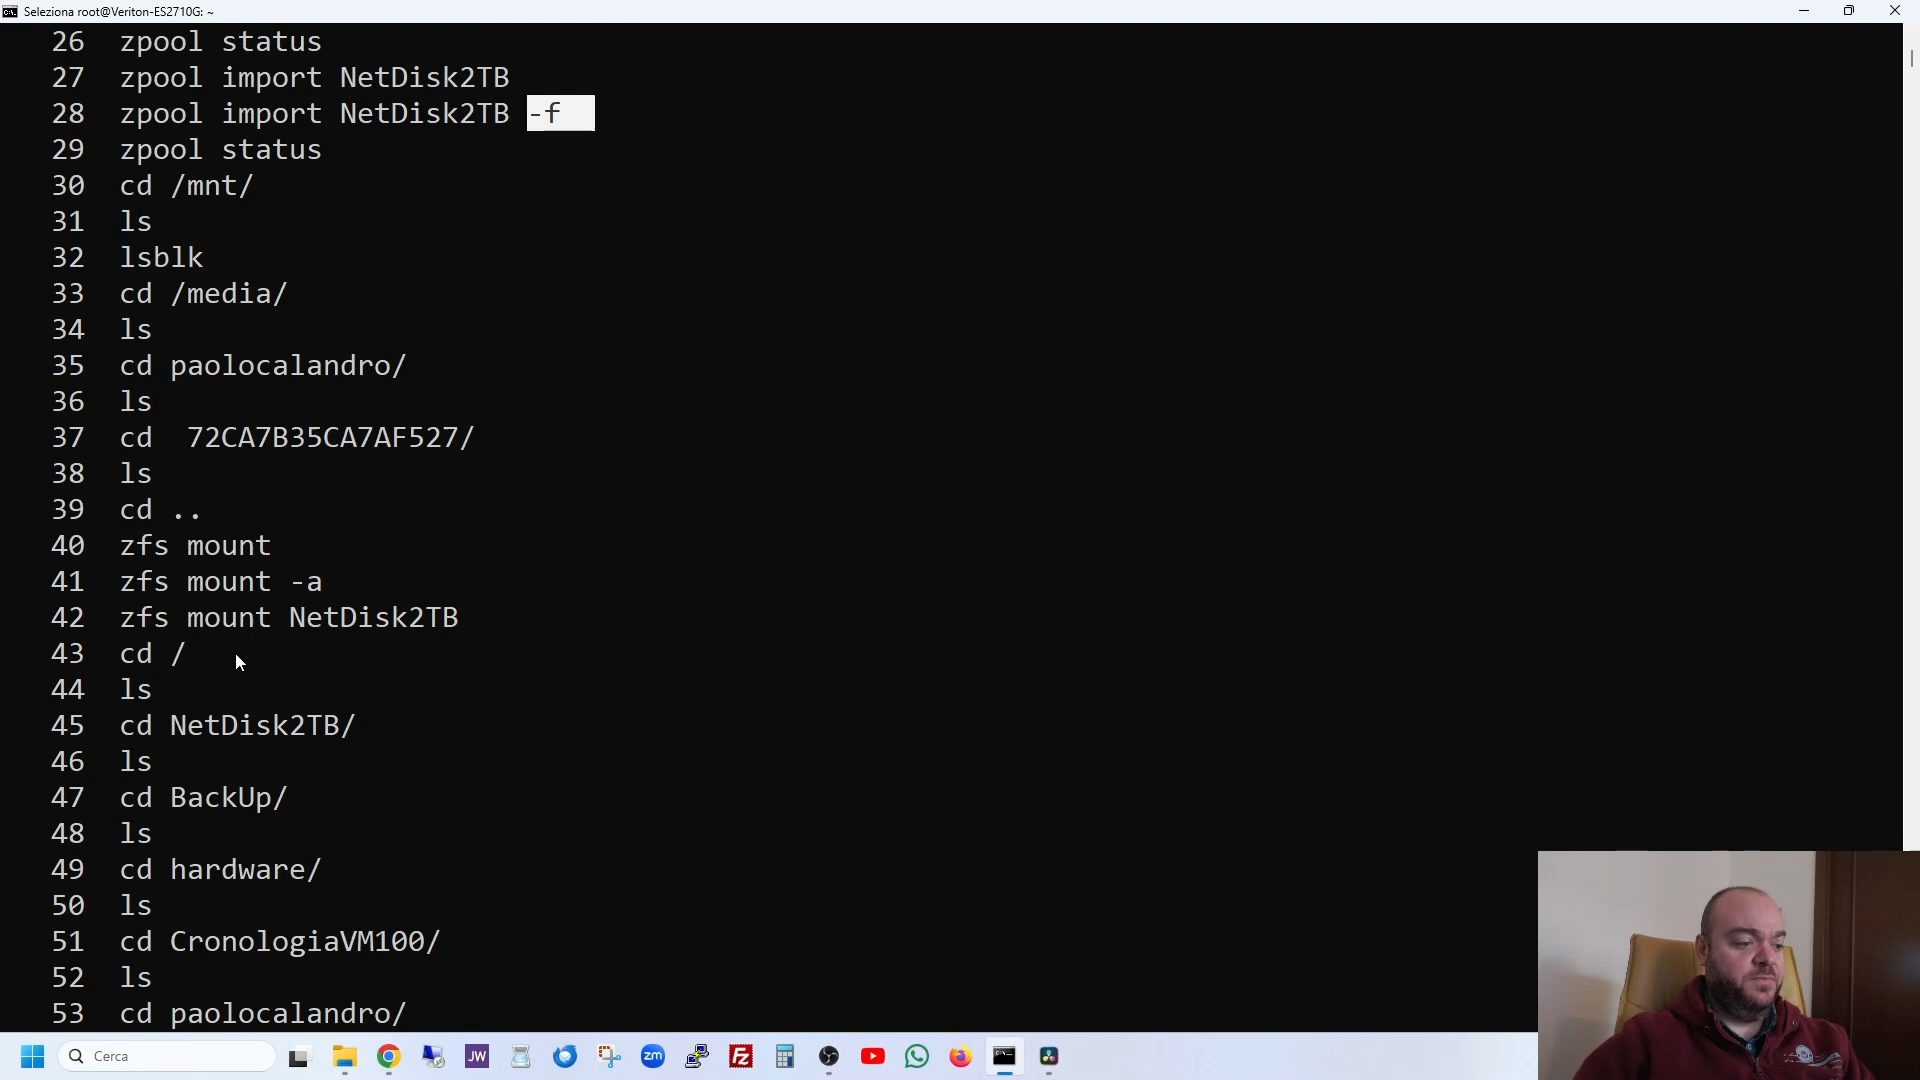 Seleziona root@Veriton-ES2710G: ~
26 zpool status
27 zpool import NetDisk2TB
28 zpool import NetDisk2TB -f
29 zpool status
30 cd /mnt/
31 ls
32 lsblk
33 cd /media/
34 ls
35 cd paolocalandro/
36 ls
37 cd  72CA7B35CA7AF527/
38 ls
39 cd ..
40 zfs mount
41 zfs mount -a
42 zfs mount NetDisk2TB
43 cd /
44 ls
45 cd NetDisk2TB/
46 ls
47 cd BackUp/
48 ls
49 cd hardware/
50 ls
51 cd CronologiaVM100/
52 ls
53 cd paolocalandro/
Cerca
JW
zm
FZ